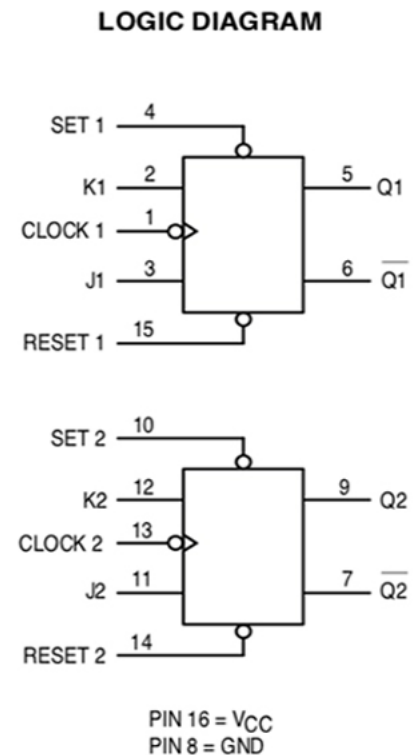 LOGIC DIAGRAM
SET 1 4
K1 2 5 Q1
CLOCK 1 1
J1 3 6 Q1
RESET 1 15
SET 2 10
K2 12 9 Q2
CLOCK 2 13
J2 11 7 Q2
RESET 2 14
PIN 16 = VCC
PIN 8 = GND